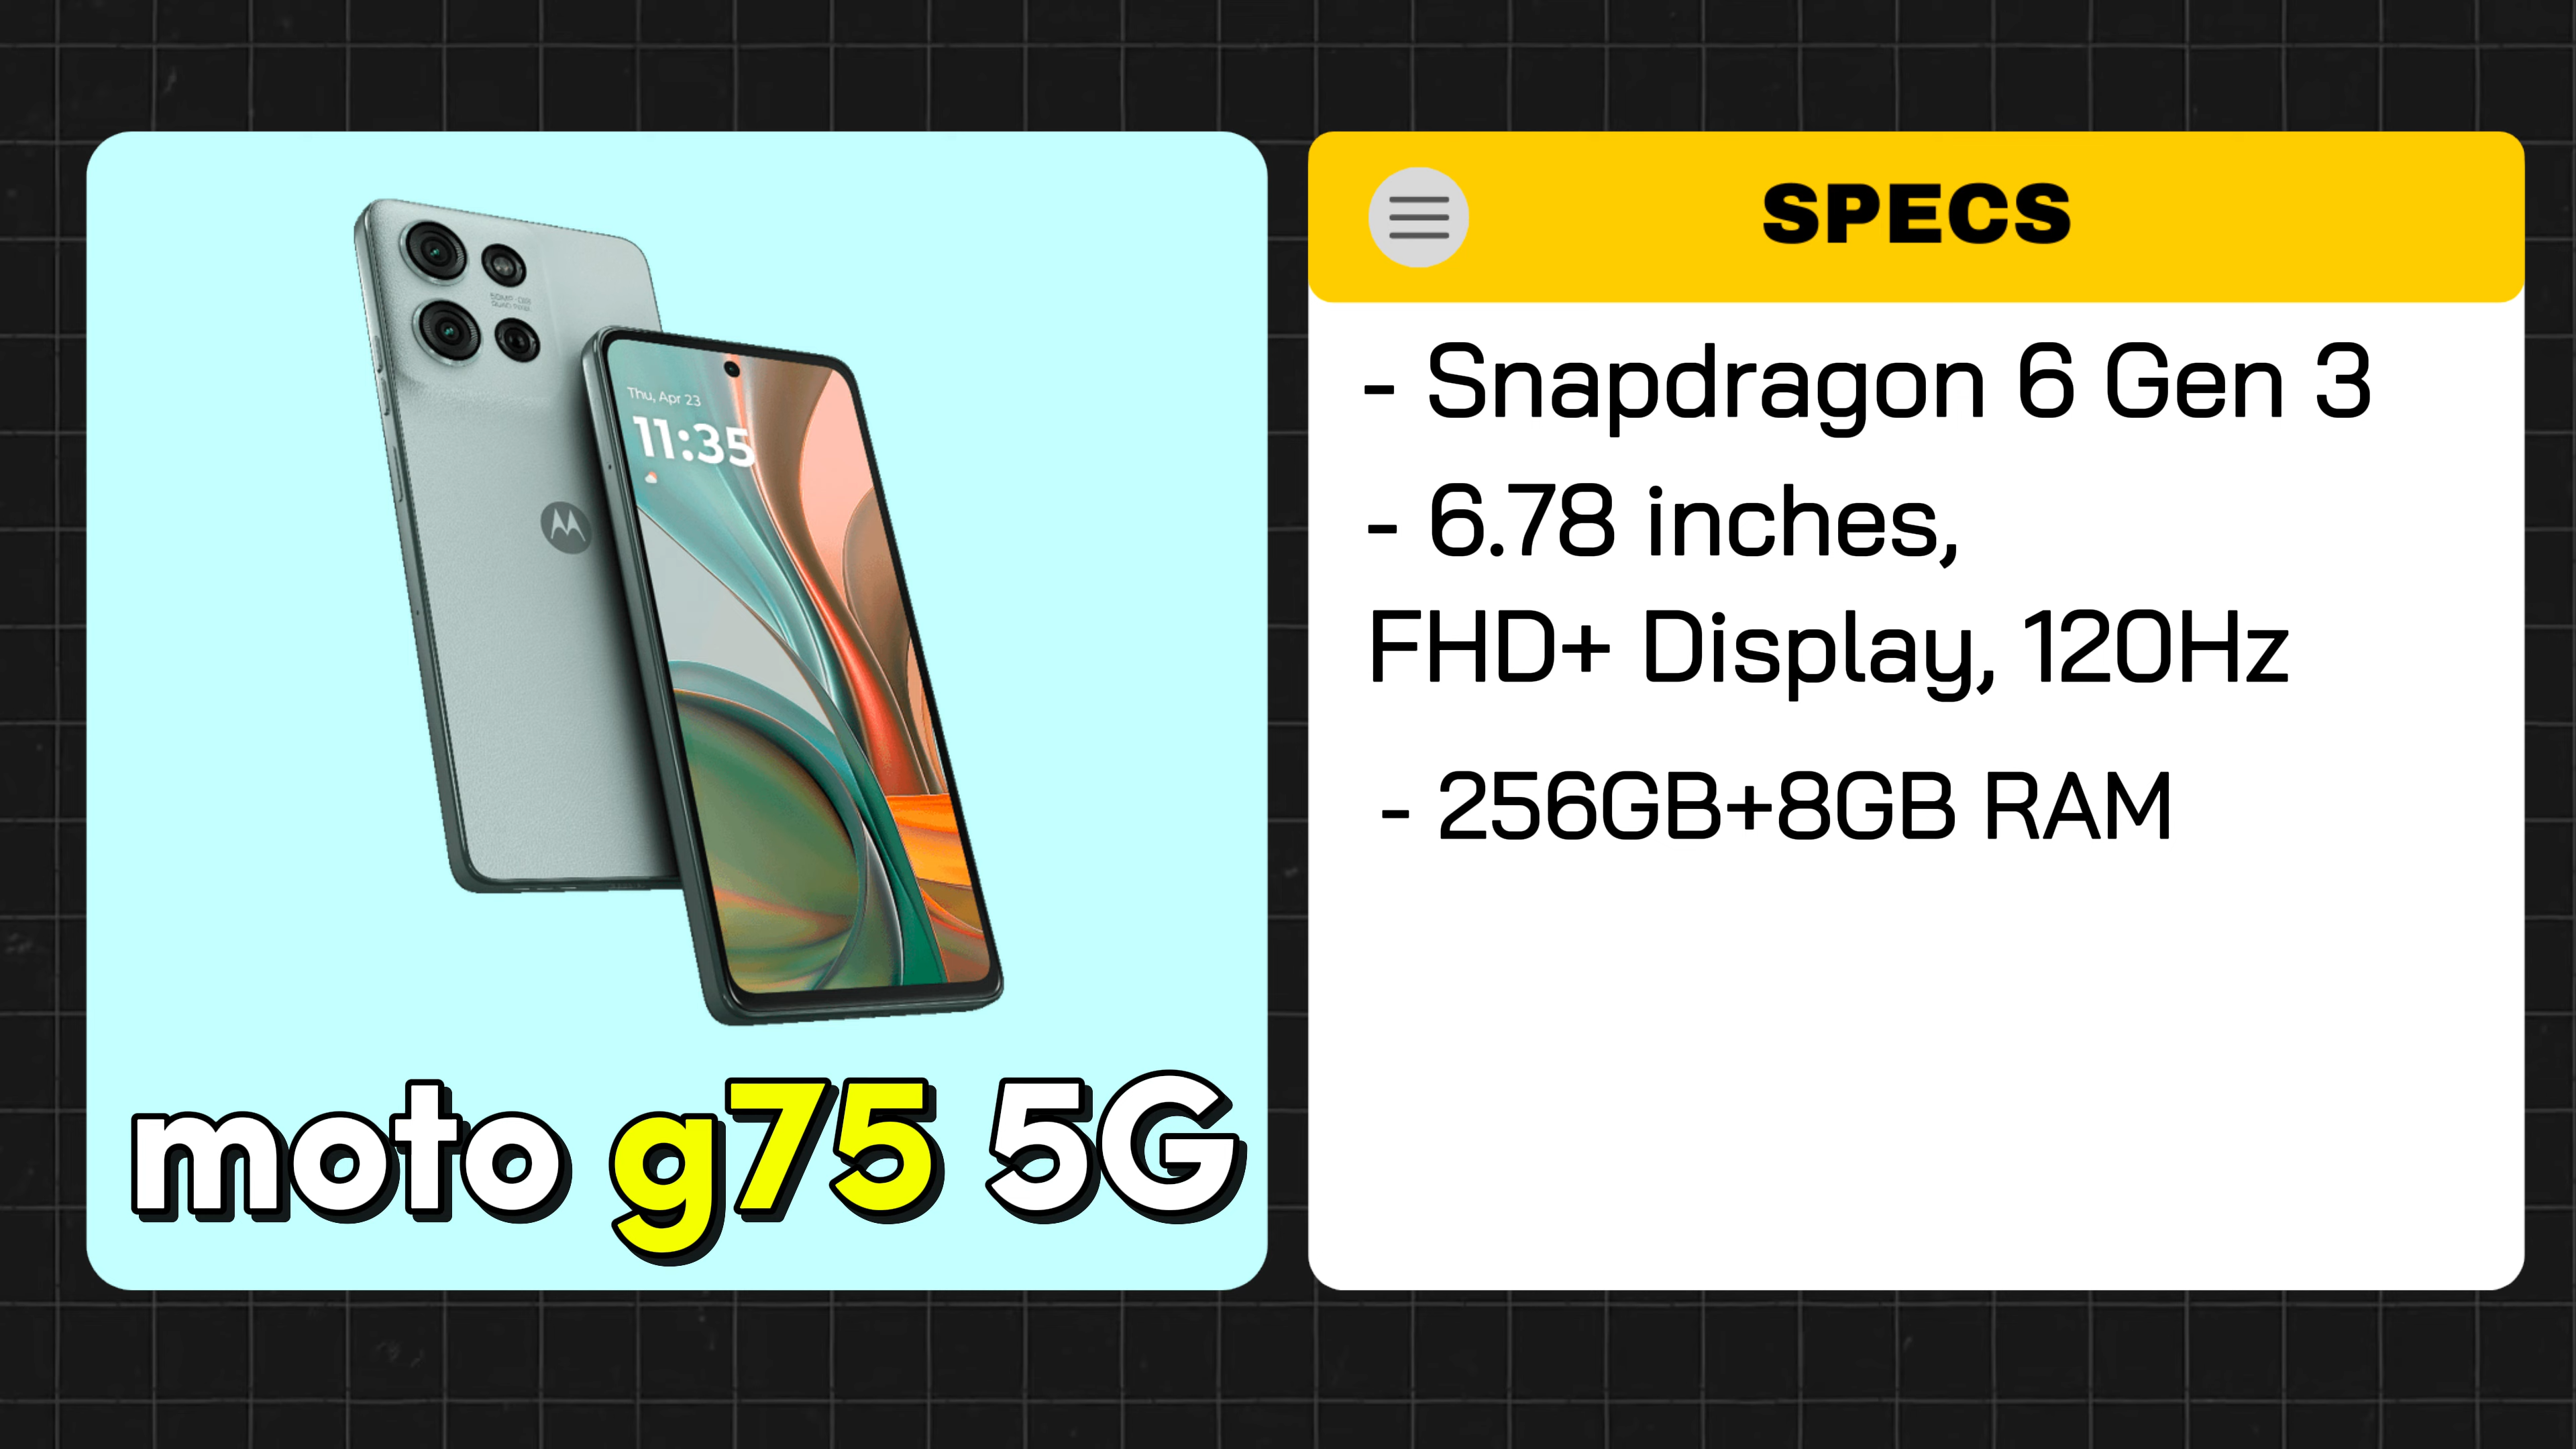 Thu, Apr 23
11:35
moto g75 5G
SPECS
- Snapdragon 6 Gen 3
- 6.78 inches,
FHD+ Display, 120Hz
- 256GB+8GB RAM